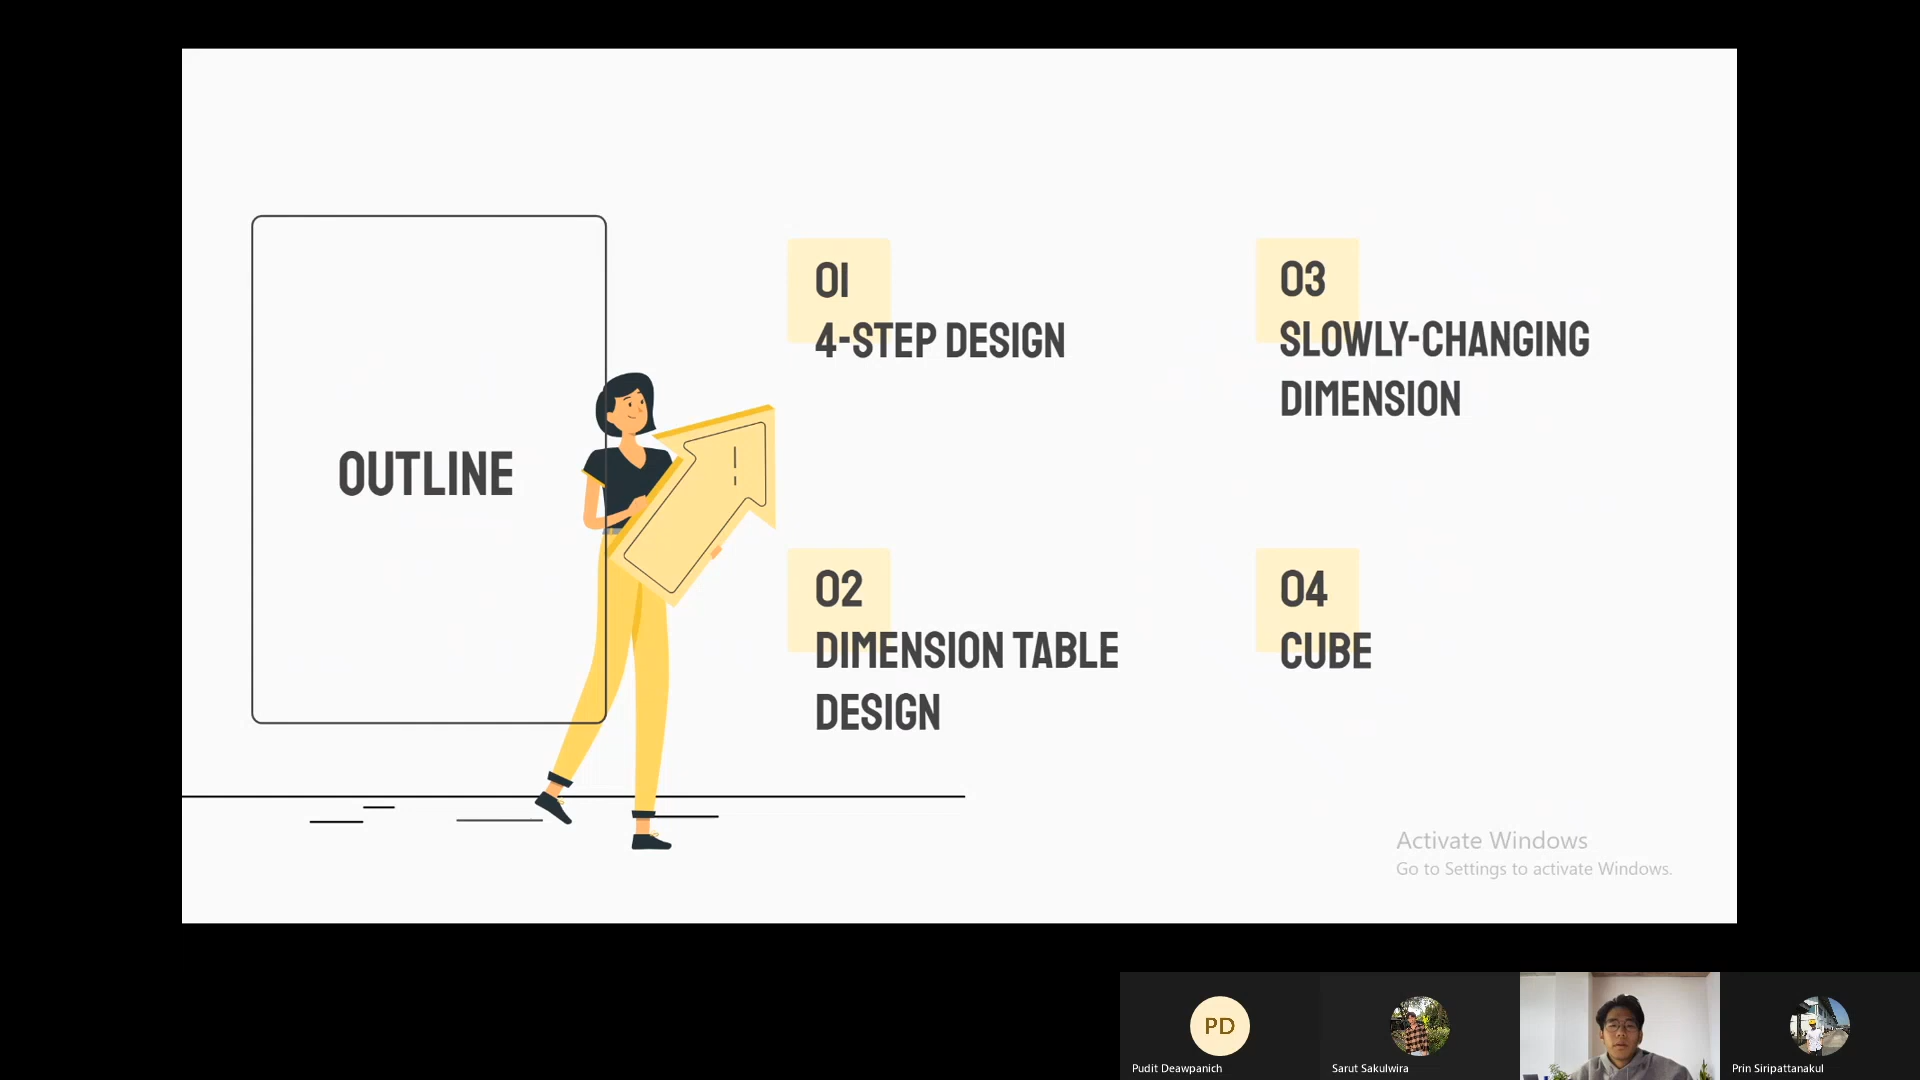 OUTLINE
01
4-STEP DESIGN
02
DIMENSION TABLE
DESIGN
03
SLOWLY-CHANGING
DIMENSION
04
CUBE
Activate Windows
Go to Settings to activate Windows.
PD
Pudit Deawpanich
Sarut Sakulwira
Prin Siripattanakul